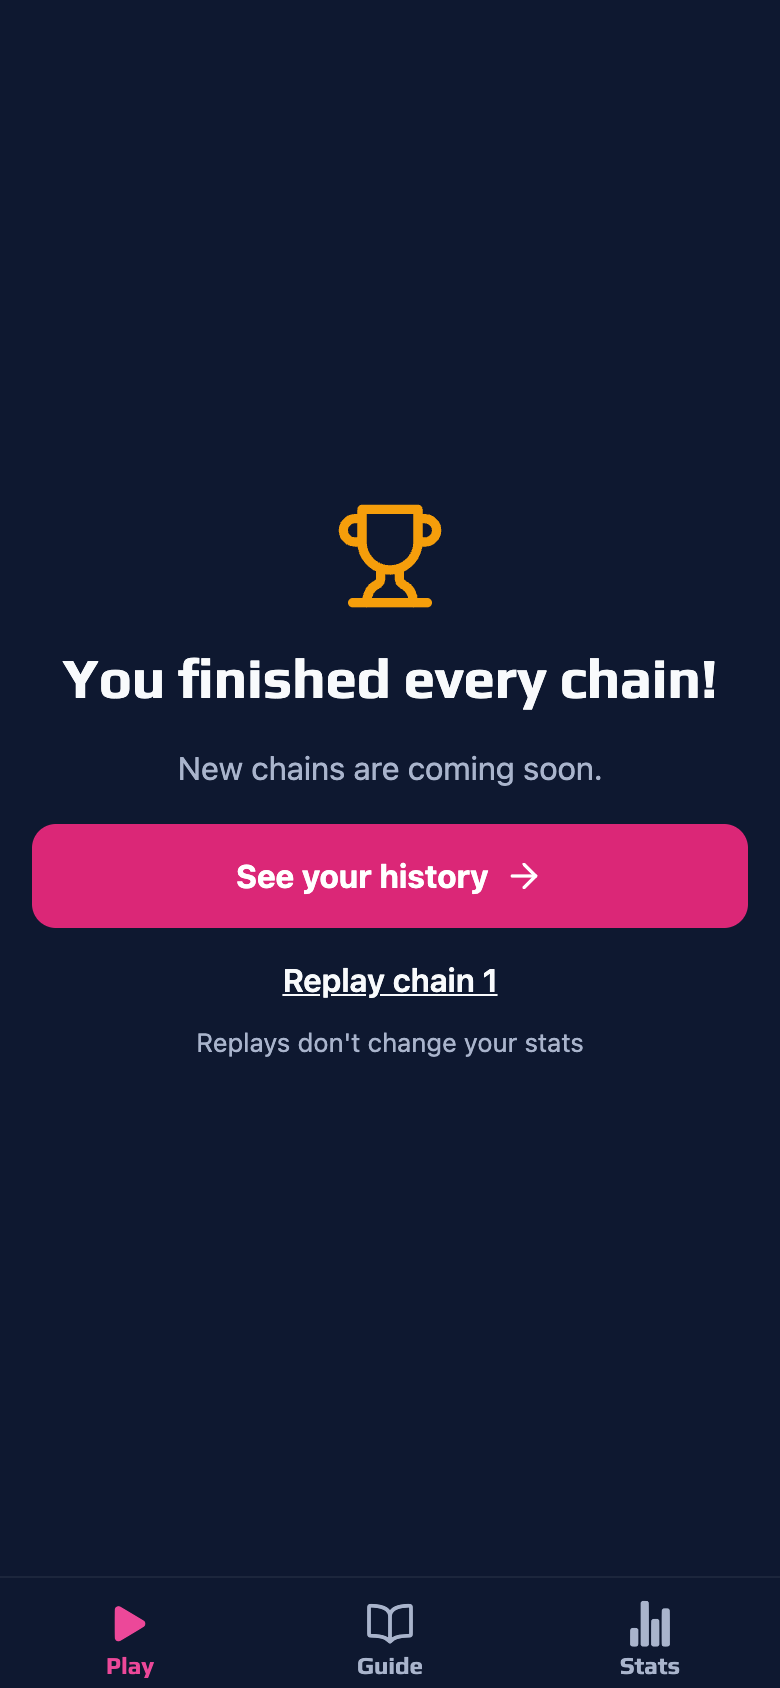 You finished every chain!
New chains are coming soon.
See your history →
Replay chain 1
Replays don't change your stats
Play
Guide
Stats